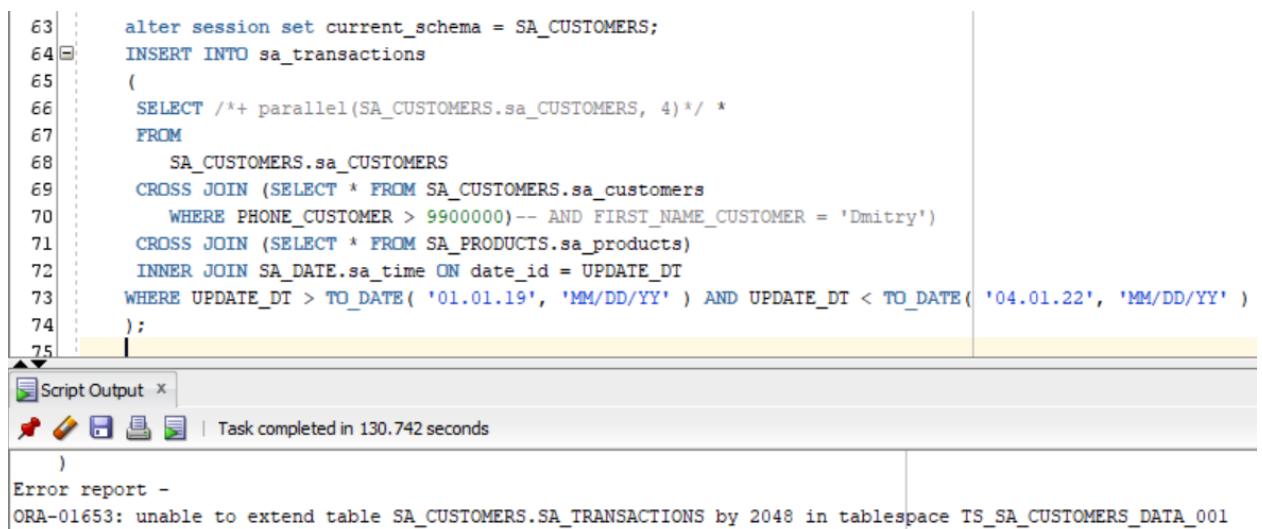 63 alter session set current_schema = SA_CUSTOMERS;
64 INSERT INTO sa_transactions
65 (
66 SELECT /*+ parallel(SA_CUSTOMERS.sa_CUSTOMERS, 4)*/ *
67 FROM
68 SA_CUSTOMERS.sa_CUSTOMERS
69 CROSS JOIN (SELECT * FROM SA_CUSTOMERS.sa_customers
70 WHERE PHONE_CUSTOMER > 9900000)-- AND FIRST_NAME_CUSTOMER = 'Dmitry')
71 CROSS JOIN (SELECT * FROM SA_PRODUCTS.sa_products)
72 INNER JOIN SA_DATE.sa_time ON date_id = UPDATE_DT
73 WHERE UPDATE_DT > TO_DATE( '01.01.19', 'MM/DD/YY' ) AND UPDATE_DT < TO_DATE( '04.01.22', 'MM/DD/YY' )
74 );
75
Script Output x
Task completed in 130.742 seconds
)
Error report -
ORA-01653: unable to extend table SA_CUSTOMERS.SA_TRANSACTIONS by 2048 in tablespace TS_SA_CUSTOMERS_DATA_001